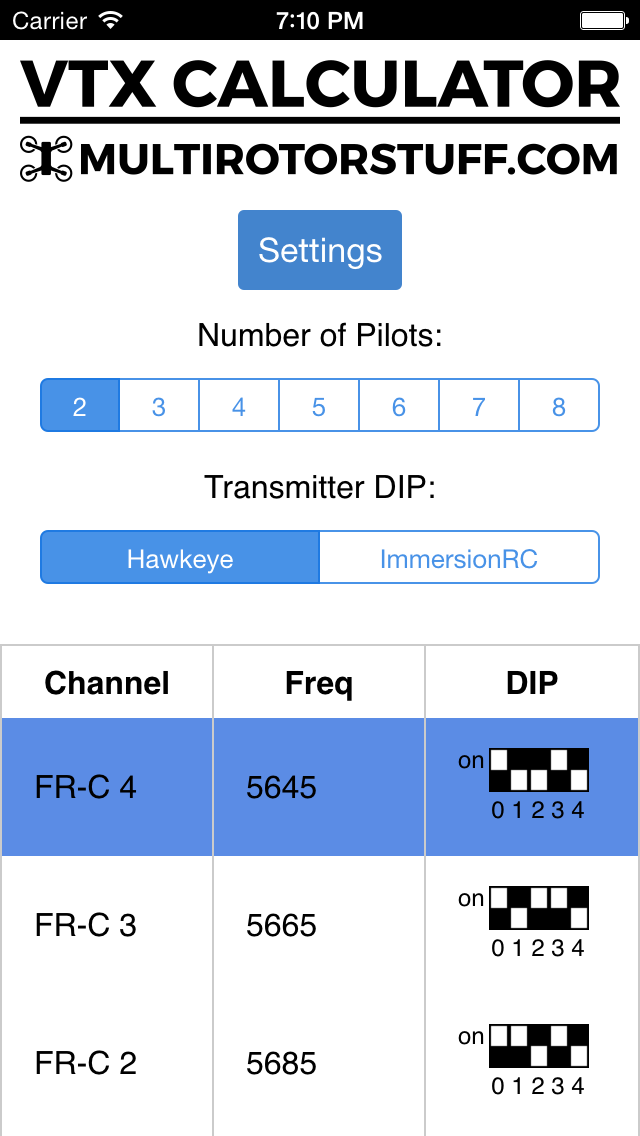 Carrier 7:10 PM
VTX CALCULATOR
MULTIROTORSTUFF.COM
Settings
Number of Pilots:
2 3 4 5 6 7 8
Transmitter DIP:
Hawkeye ImmersionRC
Channel Freq DIP
on
FR-C 4 5645
0 1 2 3 4
on
FR-C 3 5665
0 1 2 3 4
on
FR-C 2 5685
0 1 2 3 4